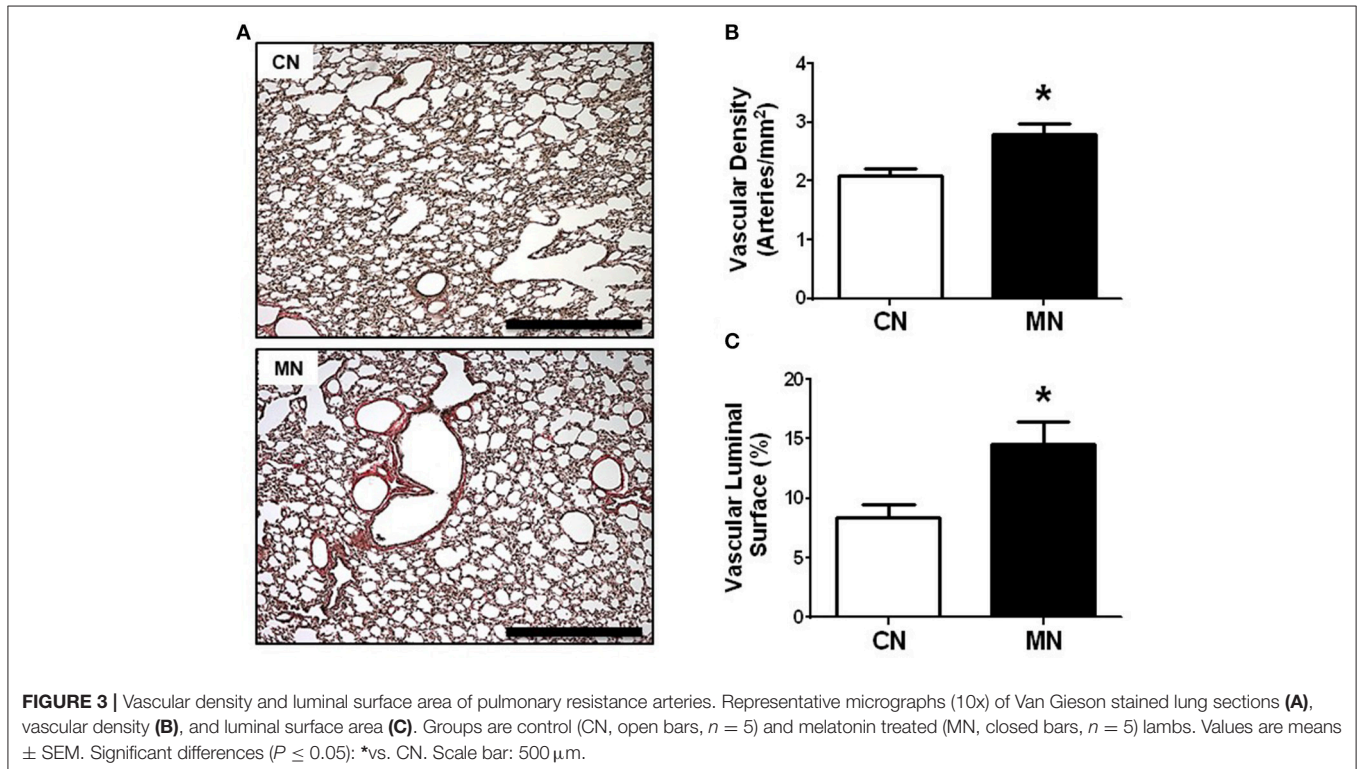 A
CN
MN
B
Vascular Density
(Arteries/mm²)
4
3
2
1
0
*
CN
MN
C
Vascular Luminal
Surface (%)
20
15
10
5
0
*
CN
MN
FIGURE 3 | Vascular density and luminal surface area of pulmonary resistance arteries. Representative micrographs (10x) of Van Gieson stained lung sections (A),
vascular density (B), and luminal surface area (C). Groups are control (CN, open bars, n = 5) and melatonin treated (MN, closed bars, n = 5) lambs. Values are means
± SEM. Significant differences (P ≤ 0.05): *vs. CN. Scale bar: 500 μm.